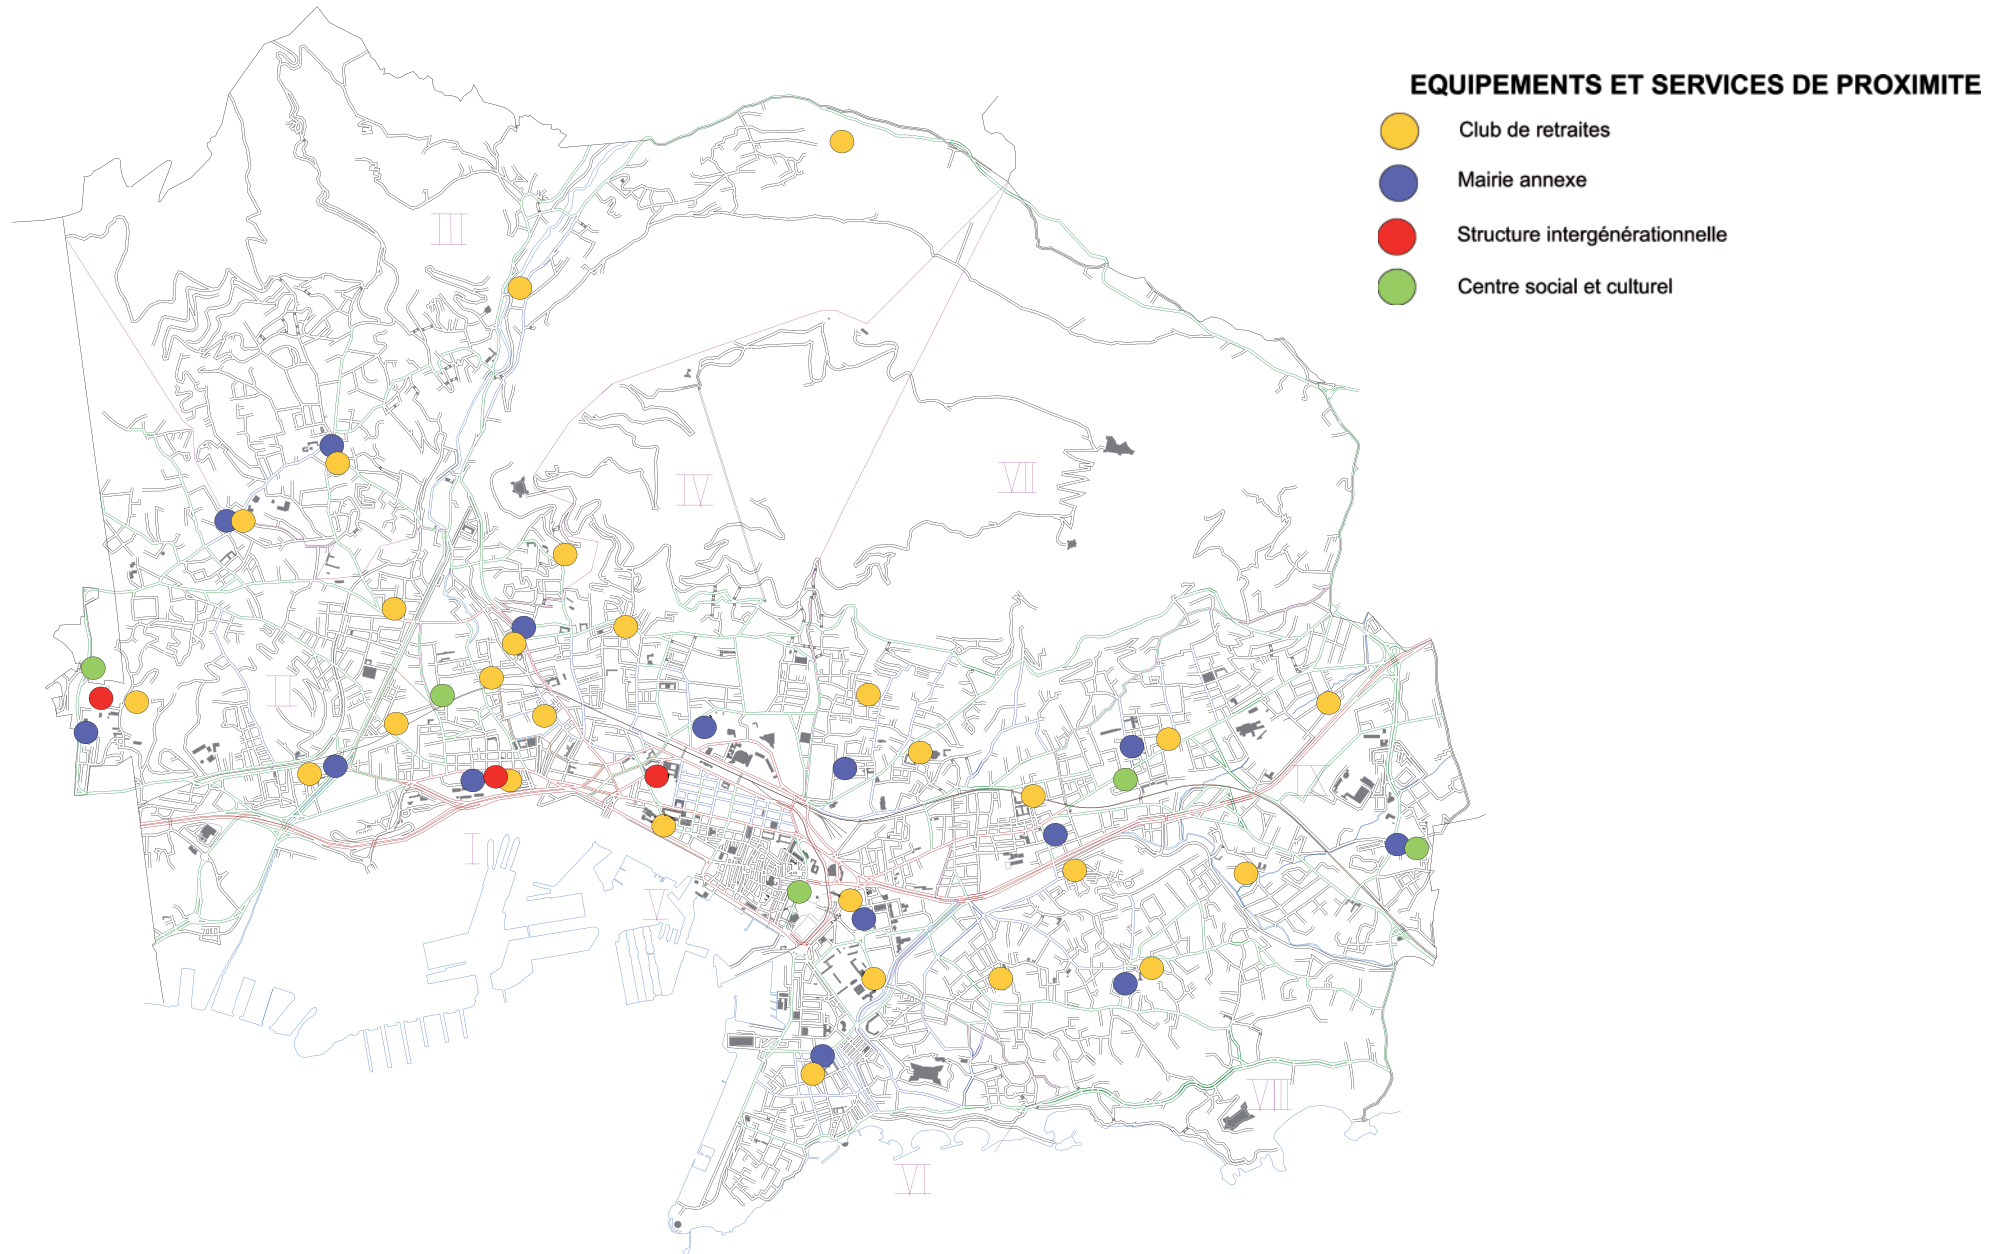 EQUIPEMENTS ET SERVICES DE PROXIMITE
Club de retraites
Mairie annexe
Structure intergénérationnelle
Centre social et culturel
III
IV
VII
II
IX
I
V
VIII
VI